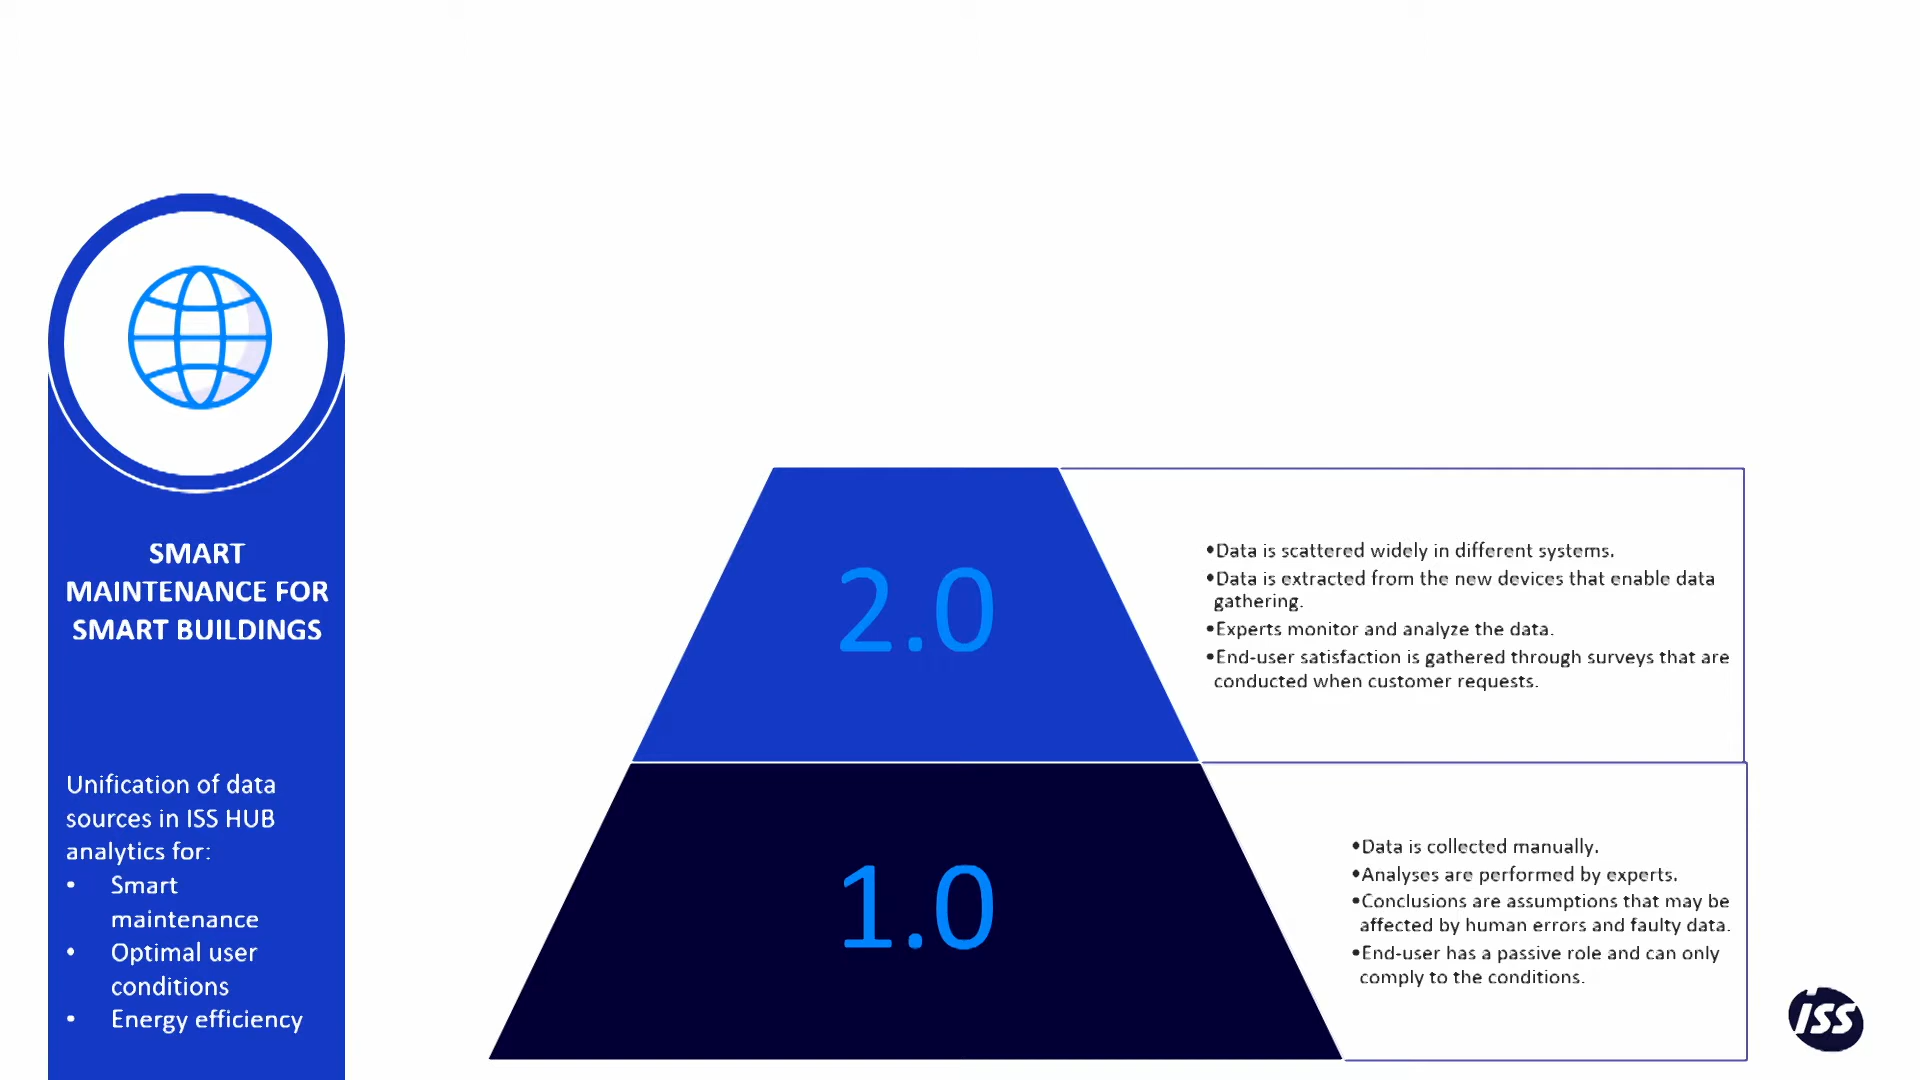 SMART
MAINTENANCE FOR
SMART BUILDINGS
Unification of data
sources in ISS HUB
analytics for:
• Smart
maintenance
• Optimal user
conditions
• Energy efficiency
2.0
•Data is scattered widely in different systems.
•Data is extracted from the new devices that enable data
gathering.
•Experts monitor and analyze the data.
•End-user satisfaction is gathered through surveys that are
conducted when customer requests.
1.0
•Data is collected manually.
•Analyses are performed by experts.
•Conclusions are assumptions that may be
affected by human errors and faulty data.
•End-user has a passive role and can only
comply to the conditions.
ISS